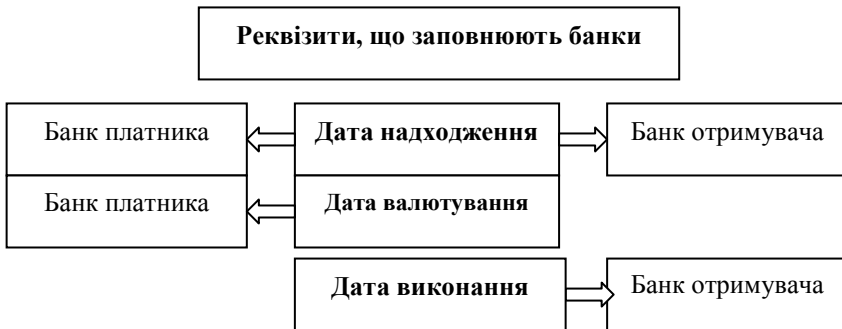 Реквізити, що заповнюють банки
Банк платника
Дата надходження
Банк отримувача
Банк платника
Дата валютування
Дата виконання
Банк отримувача